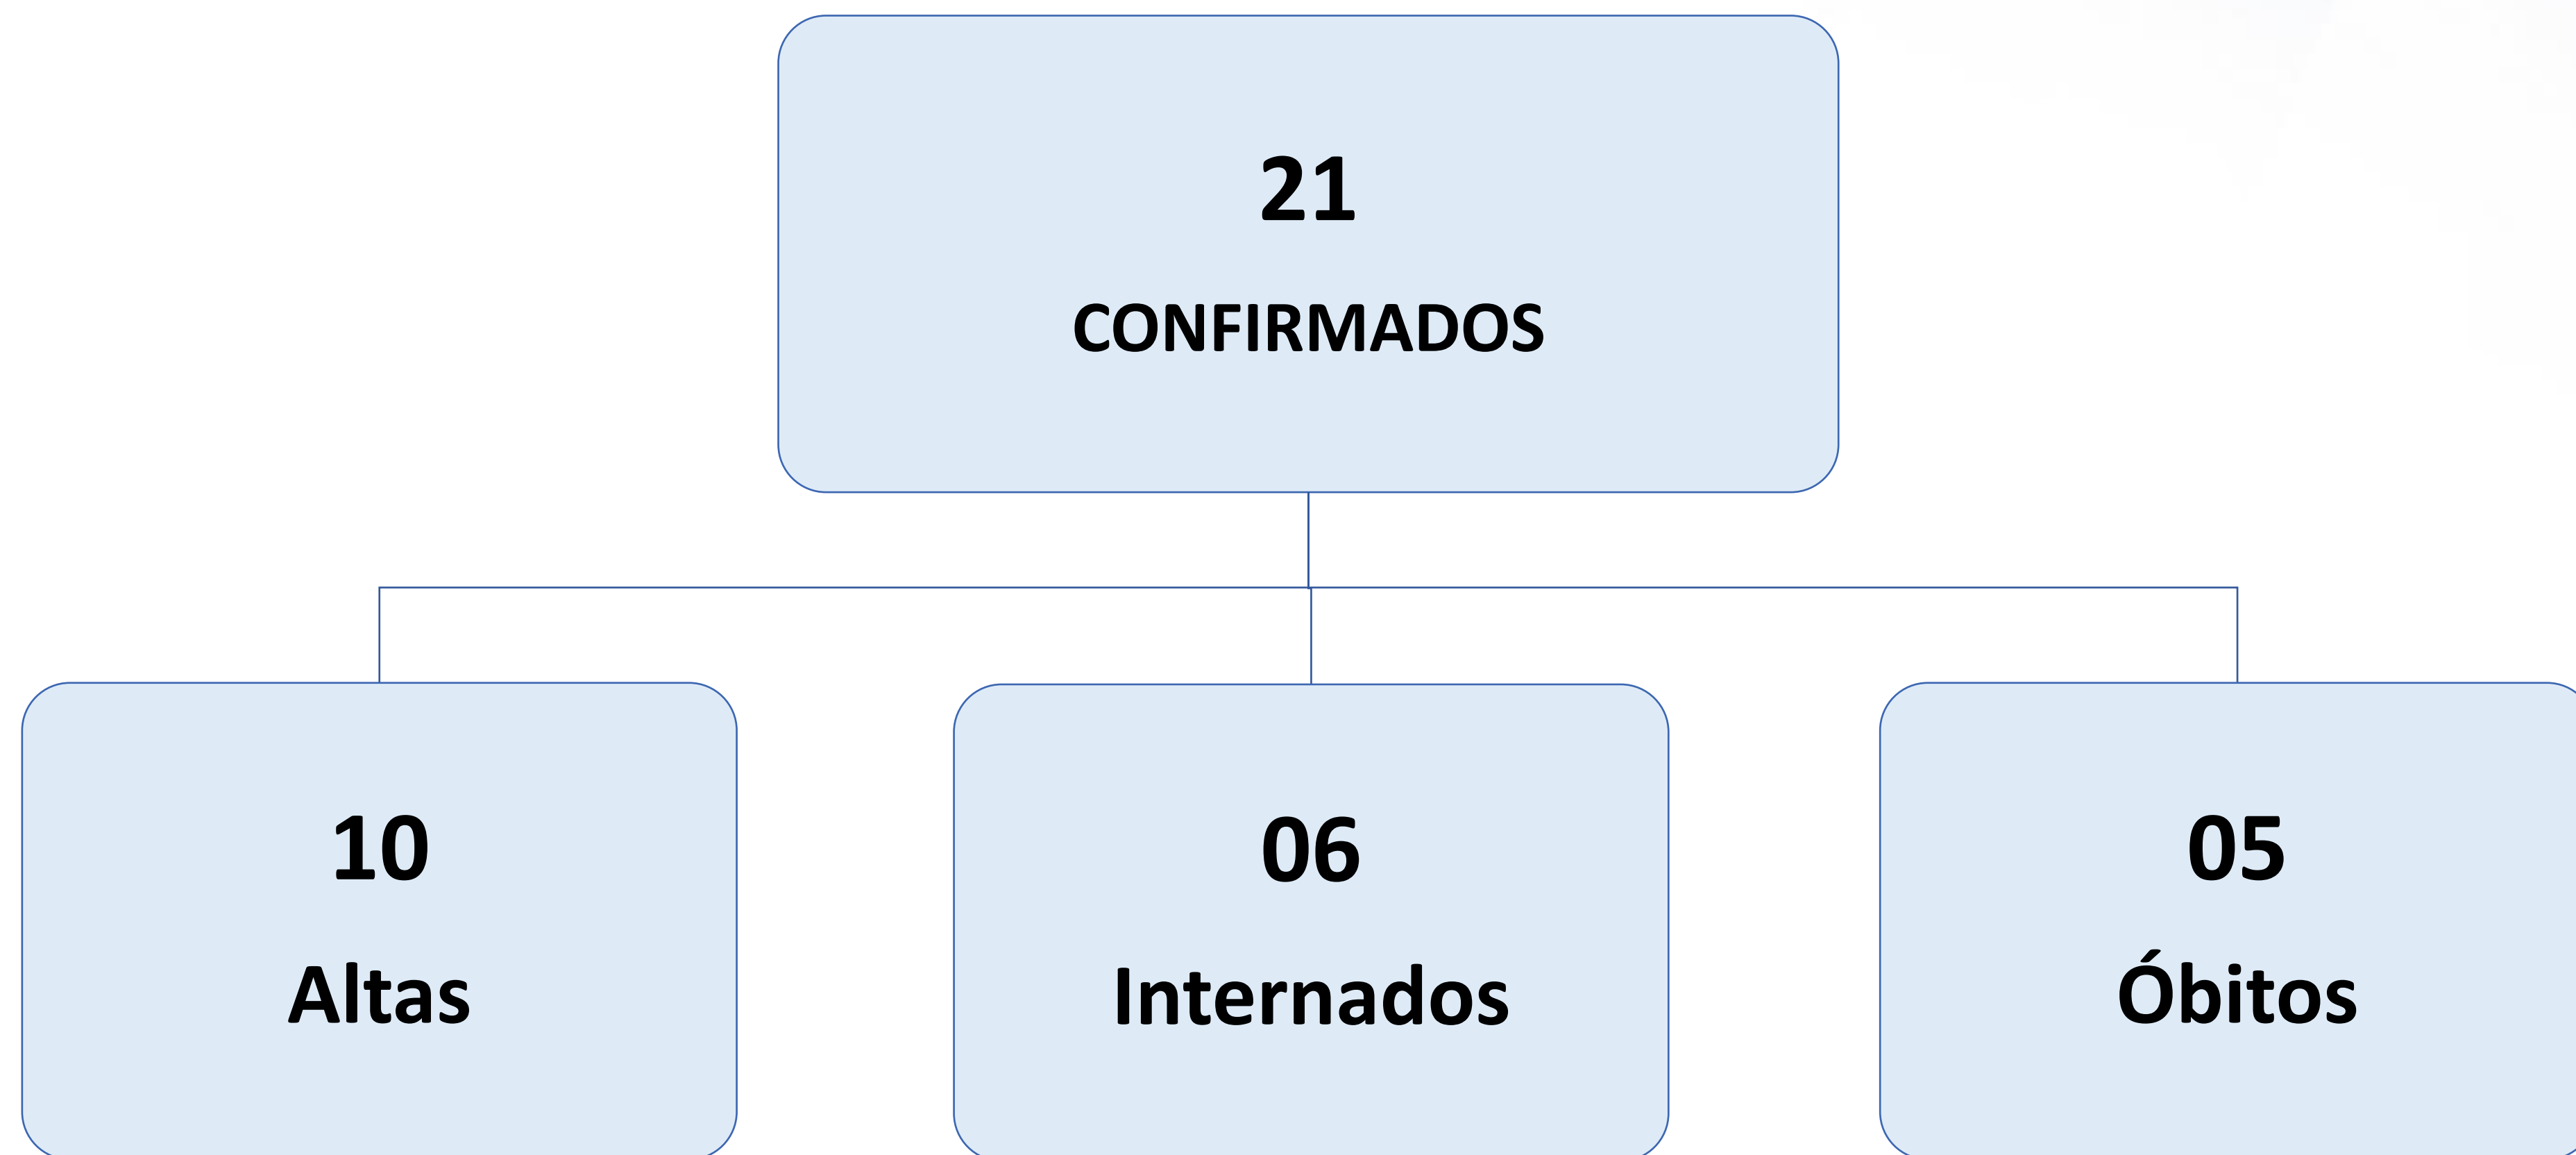 21
CONFIRMADOS
10
Altas
06
Internados
05
Óbitos